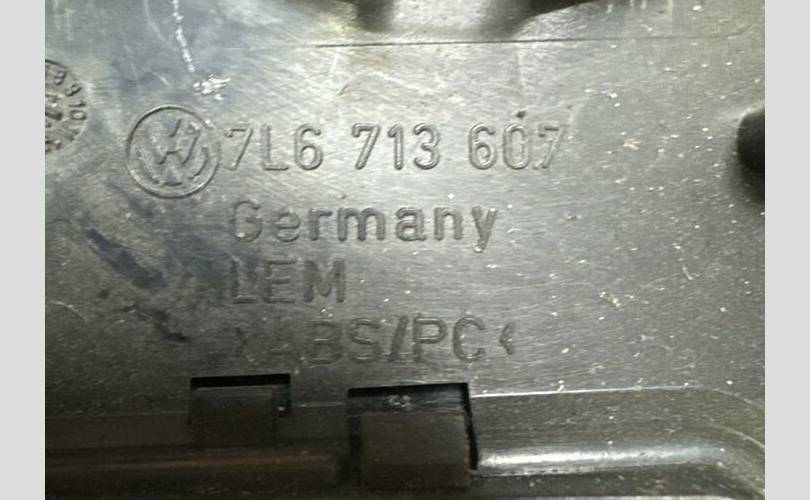 7L6 713 607
Germany
LEM
>ABS/PC<